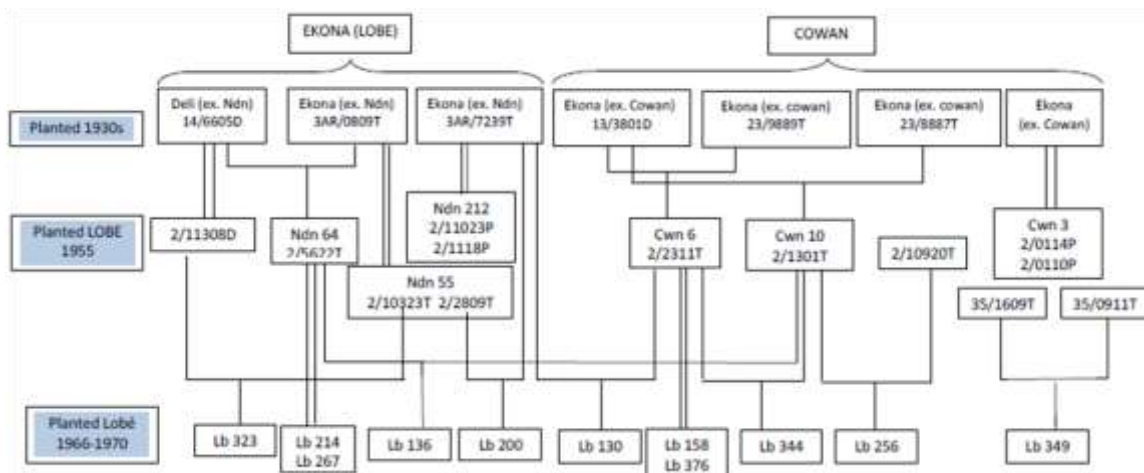 EKONA (LOBE)
COWAN
Planted 1930s
Deli (ex. Ndn)
14/6605D
Ekona (ex. Ndn)
3AR/0809T
Ekona (ex. Ndn)
3AR/7239T
Ekona (ex. Cowan)
13/3801D
Ekona (ex. cowan)
23/9889T
Ekona (ex. cowan)
23/8887T
Ekona
(ex. Cowan)
Planted LOBE
1955
2/11308D
Ndn 64
2/5622T
Ndn 212
2/11023P
2/1118P
Cwn 6
2/2311T
Cwn 10
2/1301T
2/10920T
Cwn 3
2/0114P
2/0110P
Ndn 55
2/10323T 2/2809T
35/1609T
35/0911T
Planted Lobé
1966-1970
Lb 323
Lb 214
Lb 267
Lb 136
Lb 200
Lb 130
Lb 158
Lb 376
Lb 344
Lb 256
Lb 349